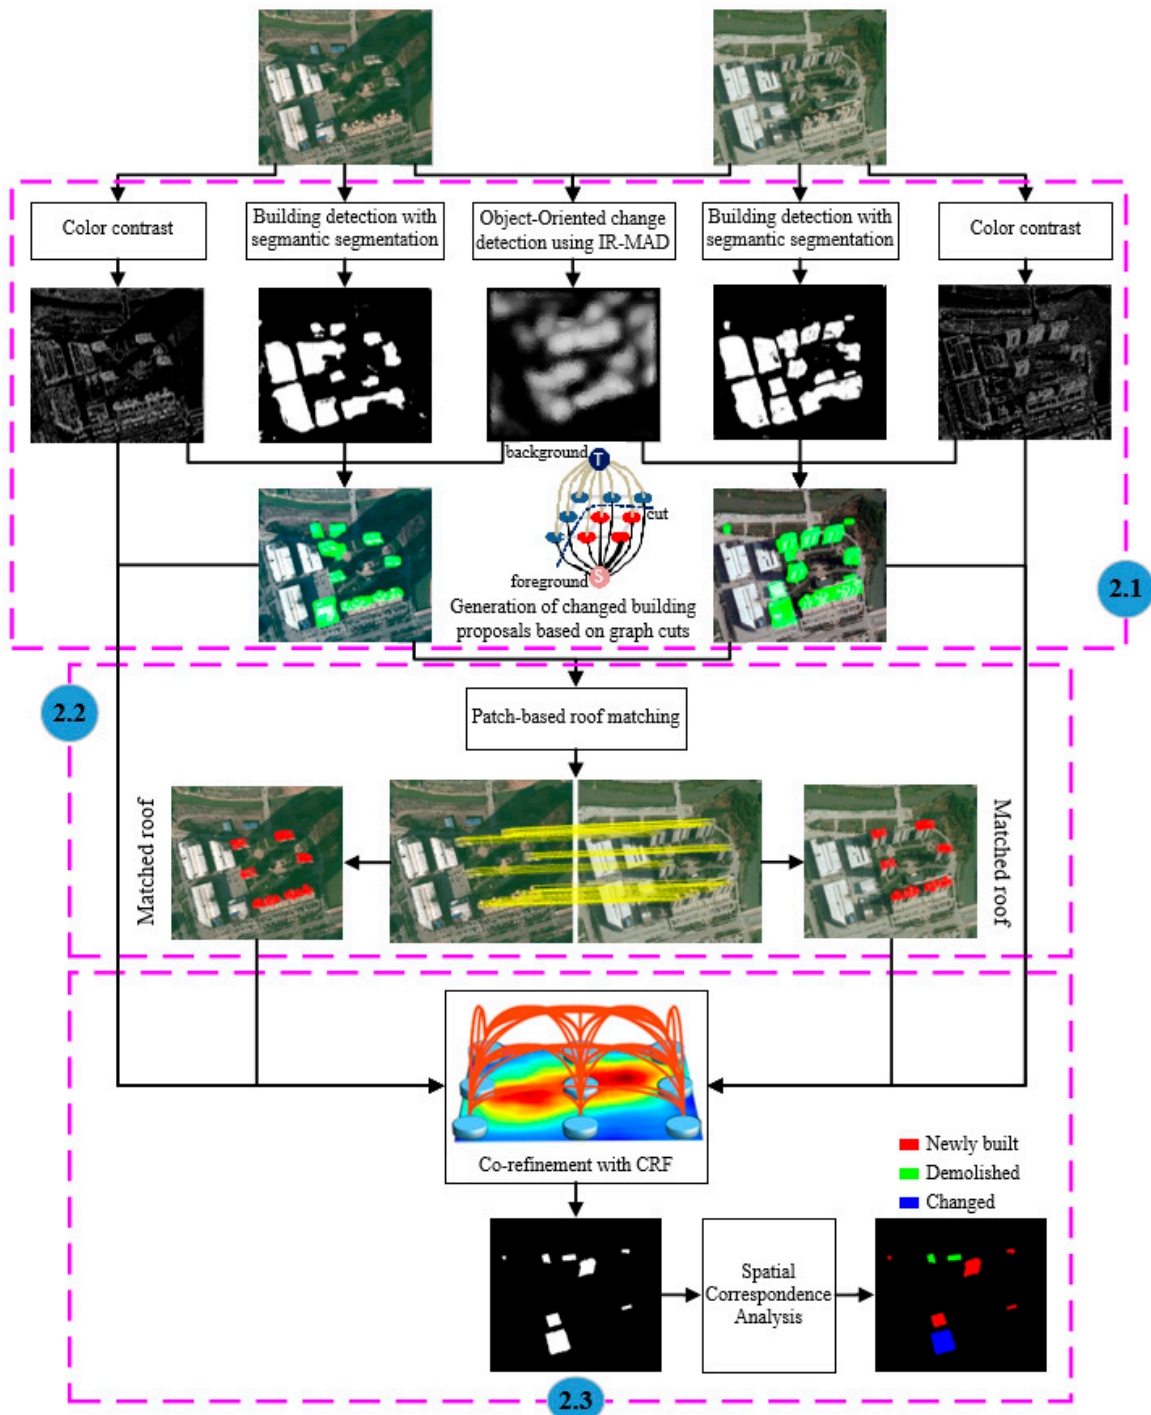 Color contrast
Building detection with
segmantic segmentation
Object-Oriented change
detection using IR-MAD
Building detection with
segmantic segmentation
Color contrast
background
T
cut
foreground
S
Generation of changed building
proposals based on graph cuts
2.1
2.2
Patch-based roof matching
Matched roof
Matched roof
Co-refinement with CRF
Newly built
Demolished
Changed
Spatial
Correspondence
Analysis
2.3